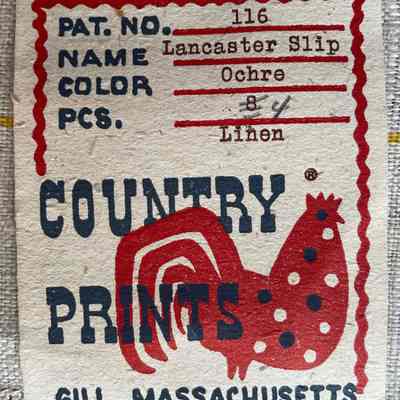 PAT. NO. 116
NAME Lancaster Slip
COLOR Ochre
PCS. 8 4
Linen
COUNTRY ®
PRINTS
GILL, MASSACHUSETTS